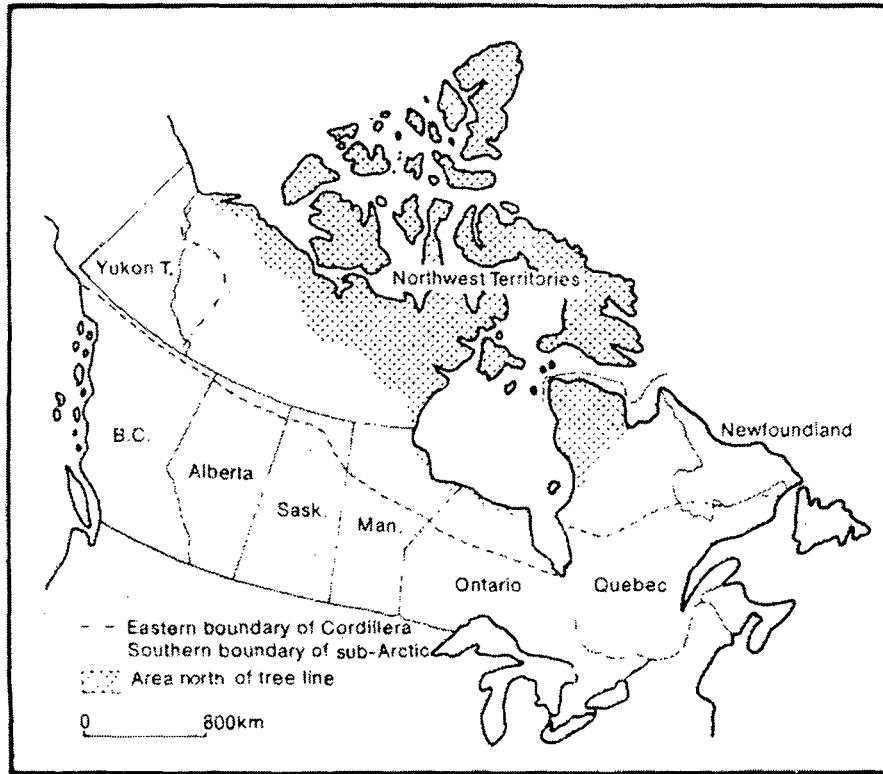 Yukon T.
Northwest Territories
B.C.
Alberta
Sask.
Man.
Ontario
Quebec
Newfoundland
Eastern boundary of Cordillera
Southern boundary of sub-Arctic
Area north of tree line
0 800km